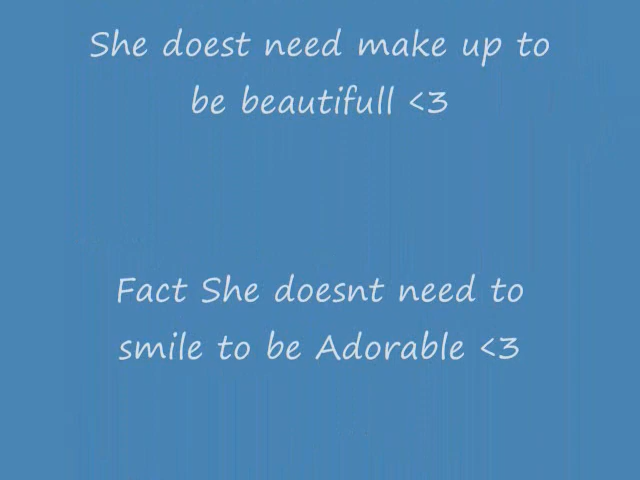 She doest need make up to
be beautifull <3
Fact She doesnt need to
smile to be Adorable <3